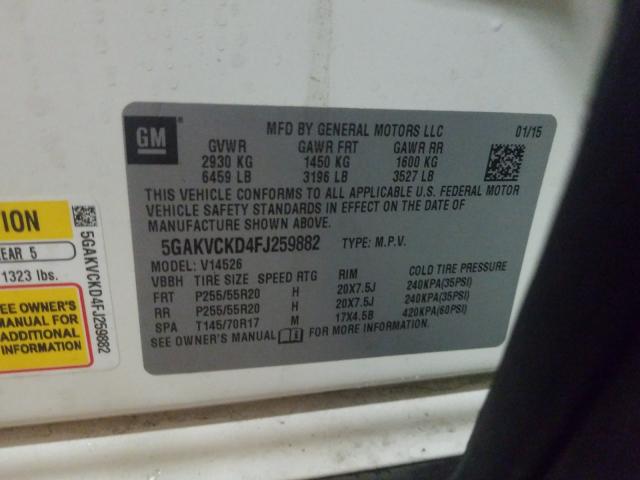 GM
MFD BY GENERAL MOTORS LLC 01/15
GVWR GAWR FRT GAWR RR
2930 KG 1450 KG 1600 KG
6459 LB 3196 LB 3527 LB
THIS VEHICLE CONFORMS TO ALL APPLICABLE U.S. FEDERAL MOTOR
VEHICLE SAFETY STANDARDS IN EFFECT ON THE DATE OF
MANUFACTURE SHOWN ABOVE.
5GAKVCKD4FJ259882 TYPE: M.P.V.
MODEL: V14526
VBBH TIRE SIZE SPEED RTG RIM COLD TIRE PRESSURE
FRT P255/55R20 H 20X7.5J 240KPA(35PSI)
RR P255/55R20 H 20X7.5J 240KPA(35PSI)
SPA T145/70R17 M 17X4.5B 420KPA(60PSI)
SEE OWNER'S MANUAL FOR MORE INFORMATION.
ION
EAR 5
1323 lbs.
SEE OWNER'S
MANUAL FOR
ADDITIONAL
INFORMATION
5GAKVCKD4FJ259882